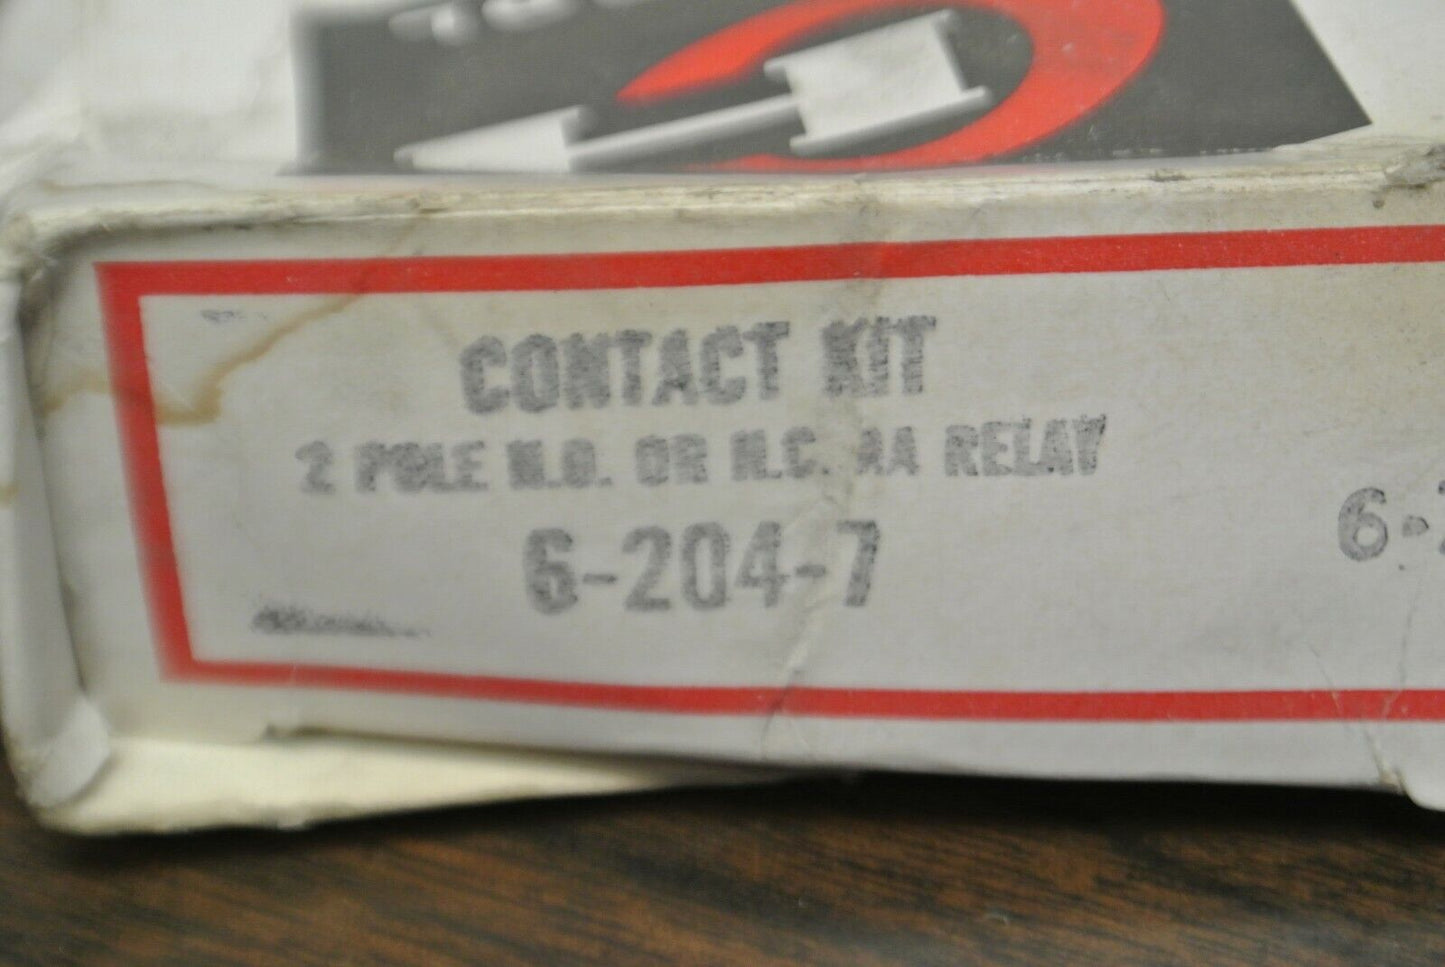 CONTACT KIT
2 POLE N.O. OR N.C. AA RELAY
6-204-7